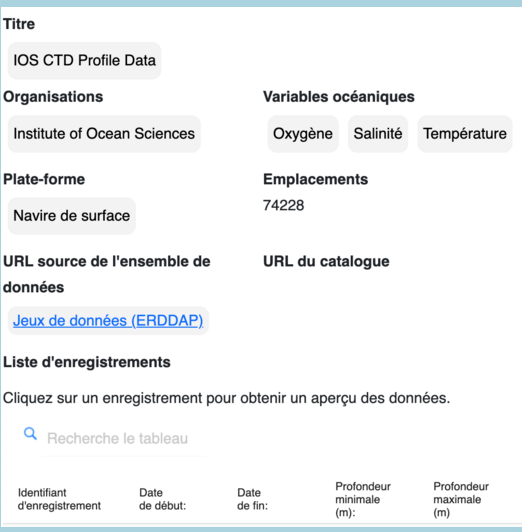 Titre
IOS CTD Profile Data
Organisations
Variables océaniques
Institute of Ocean Sciences
Oxygène
Salinité
Température
Plate-forme
Emplacements
Navire de surface
74228
URL source de l'ensemble de
données
URL du catalogue
Jeux de données (ERDDAP)
Liste d'enregistrements
Cliquez sur un enregistrement pour obtenir un aperçu des données.
Recherche le tableau
Identifiant
d'enregistrement
Date
de début:
Date
de fin:
Profondeur
minimale
(m):
Profondeur
maximale
(m)